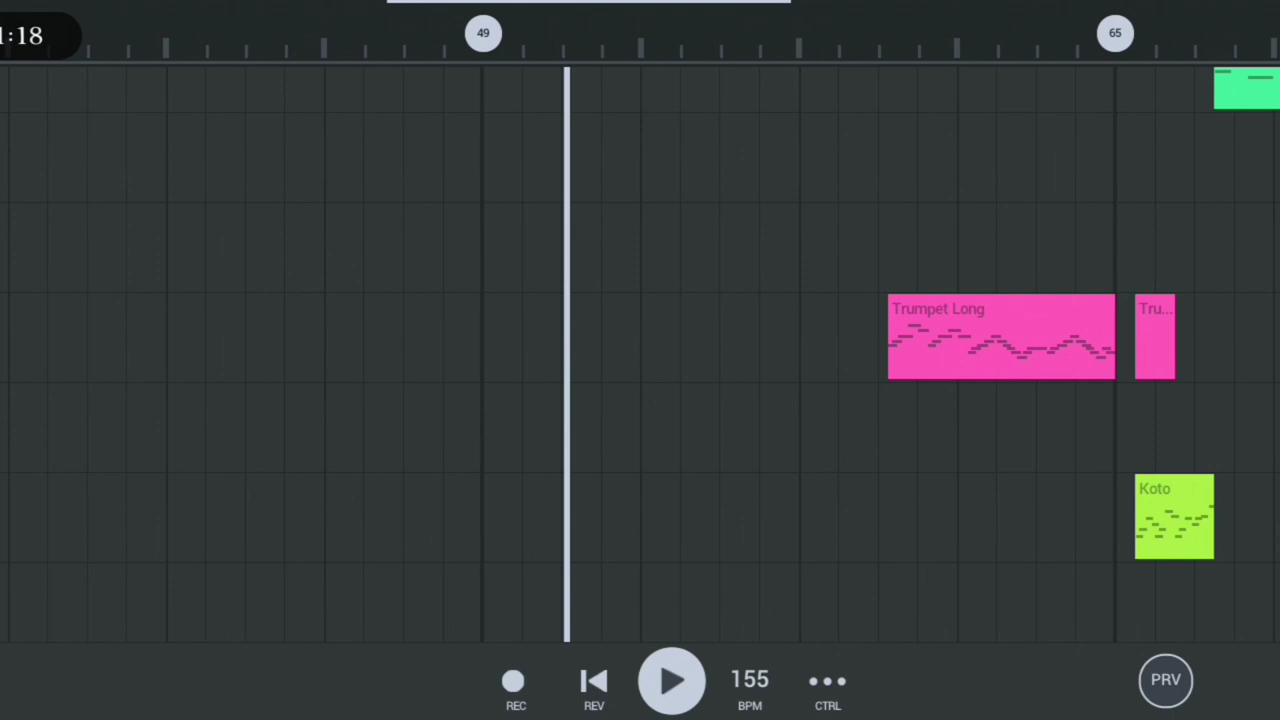 1:18
49
65
Trumpet Long
Tru...
Koto
155
PRV
REC
REV
BPM
CTRL